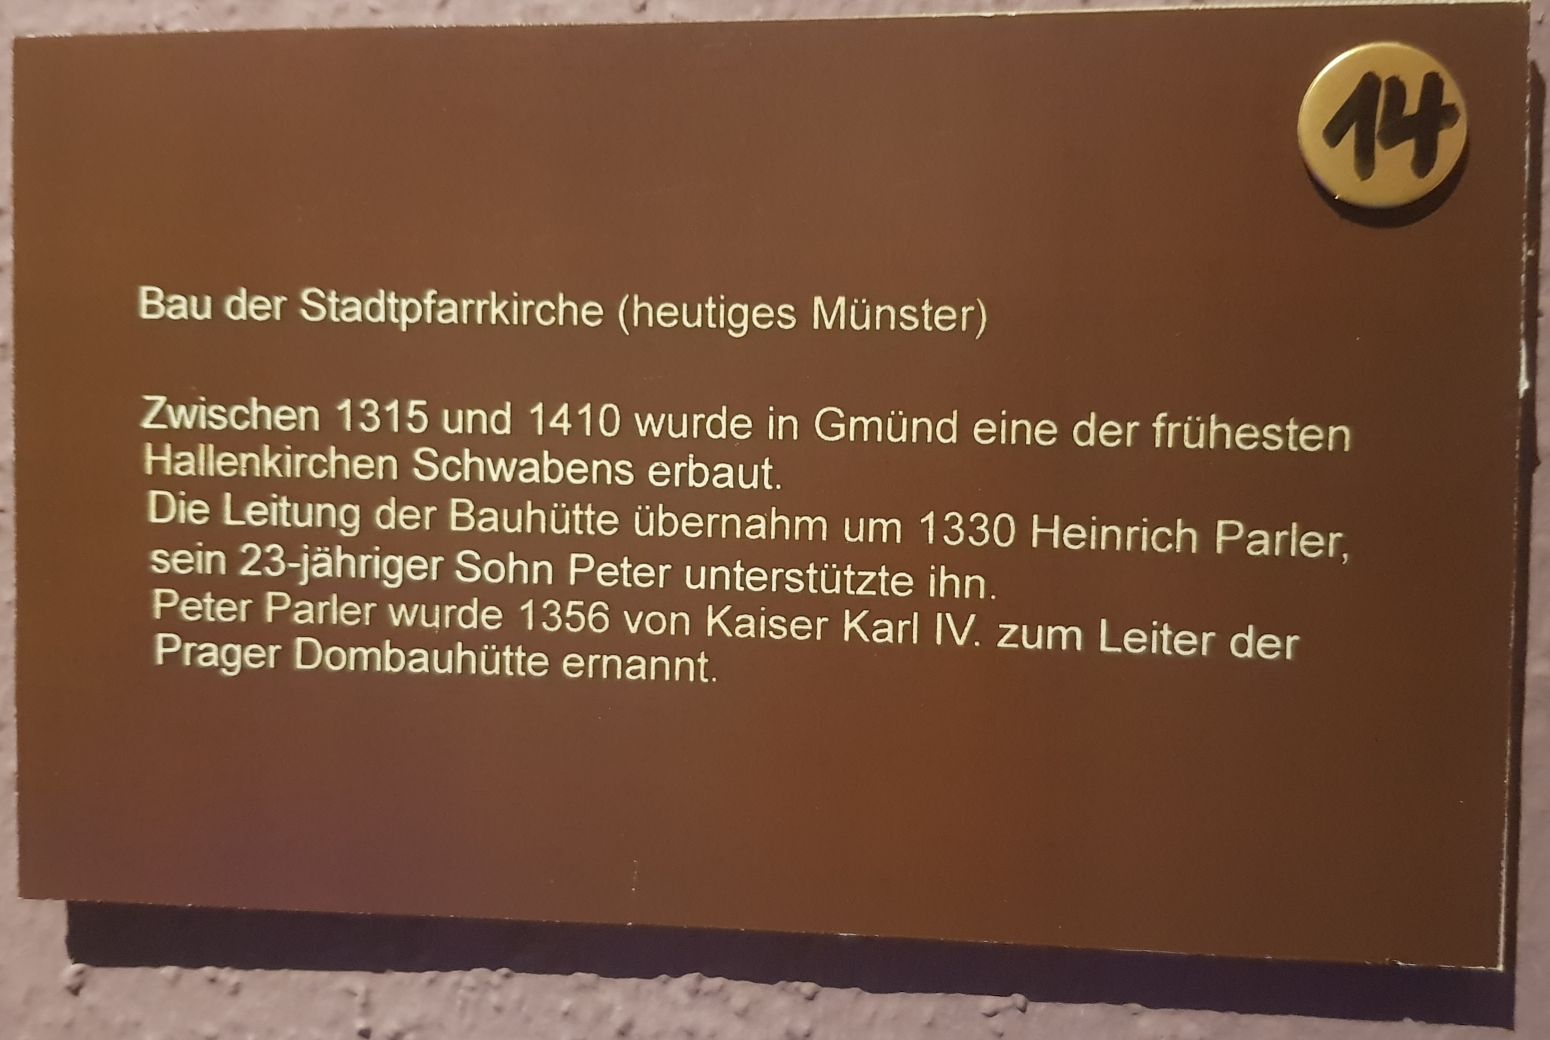 14
Bau der Stadtpfarrkirche (heutiges Münster)
Zwischen 1315 und 1410 wurde in Gmünd eine der frühesten
Hallenkirchen Schwabens erbaut.
Die Leitung der Bauhütte übernahm um 1330 Heinrich Parler,
sein 23-jähriger Sohn Peter unterstützte ihn.
Peter Parler wurde 1356 von Kaiser Karl IV. zum Leiter der
Prager Dombauhütte ernannt.